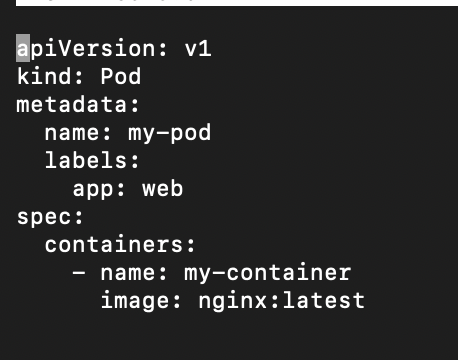 apiVersion: v1
kind: Pod
metadata:
  name: my-pod
  labels:
    app: web
spec:
  containers:
    - name: my-container
      image: nginx:latest